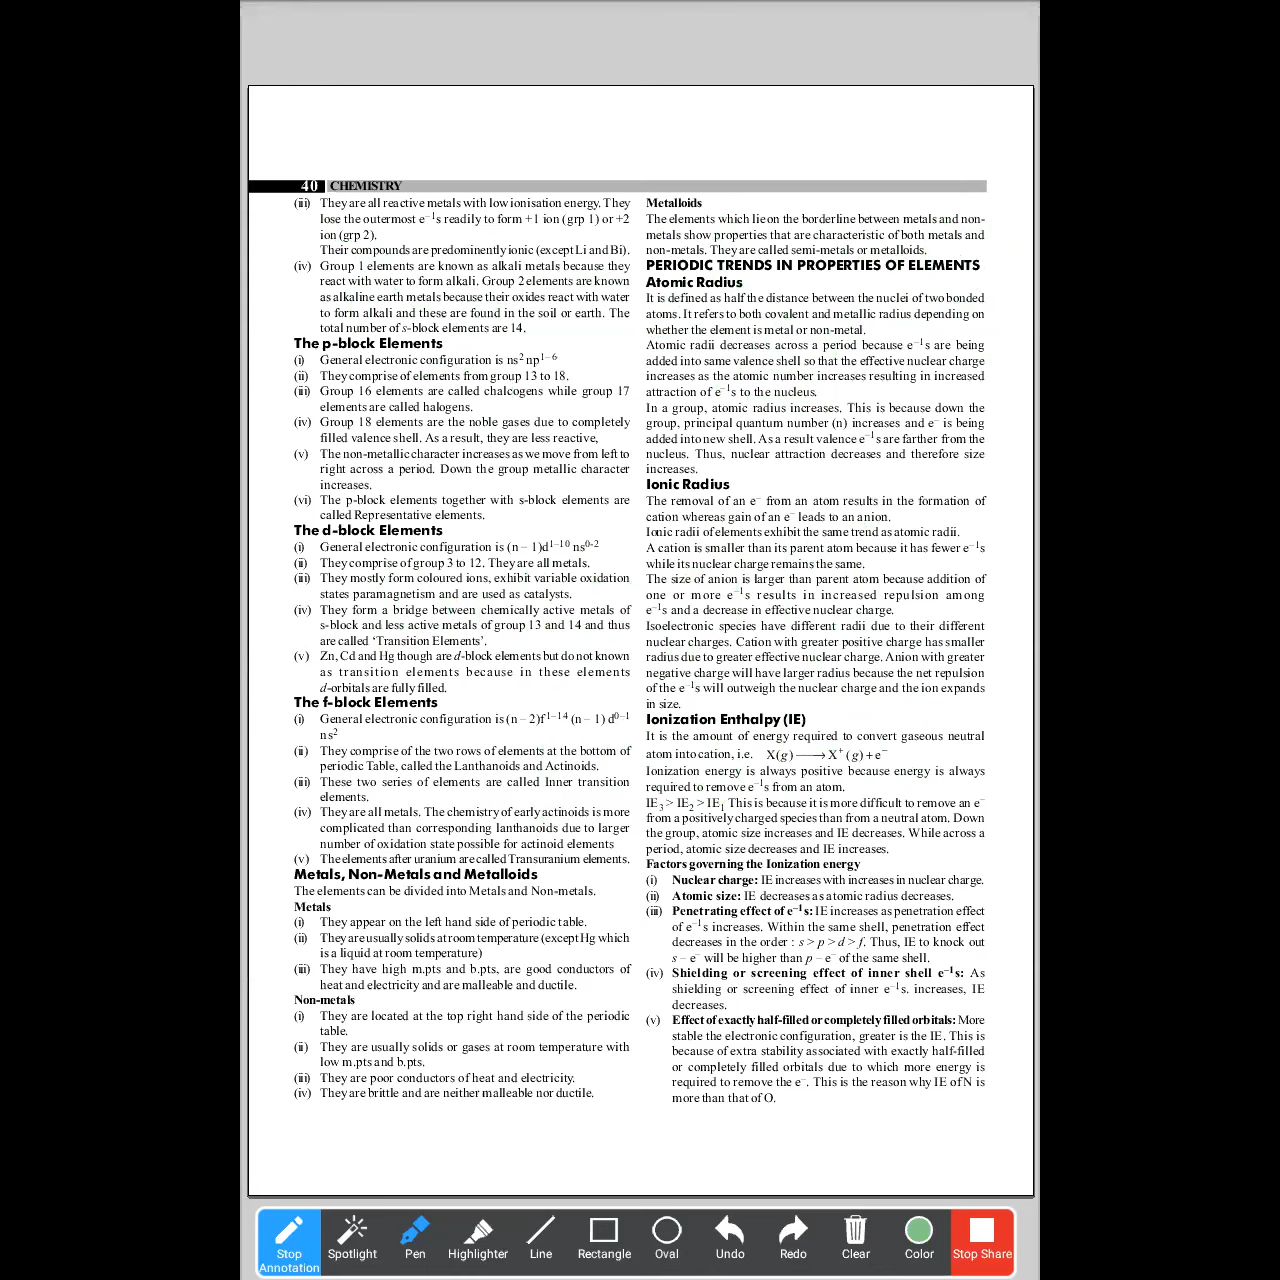 40 CHEMISTRY
(iii) They are all reactive metals with low ionisation energy. They
lose the outermost e⁻¹s readily to form +1 ion (grp 1) or +2
ion (grp 2).
Their compounds are predominently ionic (except Li and Bi).
(iv) Group 1 elements are known as alkali metals because they
react with water to form alkali. Group 2 elements are known
as alkaline earth metals because their oxides react with water
to form alkali and these are found in the soil or earth. The
total number of s-block elements are 14.
The p-block Elements
(i) General electronic configuration is ns² np¹⁻⁶
(ii) They comprise of elements from group 13 to 18.
(iii) Group 16 elements are called chalcogens while group 17
elements are called halogens.
(iv) Group 18 elements are the noble gases due to completely
filled valence shell. As a result, they are less reactive,
(v) The non-metallic character increases as we move from left to
right across a period. Down the group metallic character
increases.
(vi) The p-block elements together with s-block elements are
called Representative elements.
The d-block Elements
(i) General electronic configuration is (n – 1)d¹⁻¹⁰ ns⁰⁻²
(ii) They comprise of group 3 to 12. They are all metals.
(iii) They mostly form coloured ions, exhibit variable oxidation
states paramagnetism and are used as catalysts.
(iv) They form a bridge between chemically active metals of
s-block and less active metals of group 13 and 14 and thus
are called ‘Transition Elements’.
(v) Zn, Cd and Hg though are d-block elements but do not known
as transition elements because in these elements
d-orbitals are fully filled.
The f-block Elements
(i) General electronic configuration is (n – 2)f¹⁻¹⁴ (n – 1) d⁰⁻¹
ns²
(ii) They comprise of the two rows of elements at the bottom of
periodic Table, called the Lanthanoids and Actinoids.
(iii) These two series of elements are called Inner transition
elements.
(iv) They are all metals. The chemistry of early actinoids is more
complicated than corresponding lanthanoids due to larger
number of oxidation state possible for actinoid elements
(v) The elements after uranium are called Transuranium elements.
Metals, Non-Metals and Metalloids
The elements can be divided into Metals and Non-metals.
Metals
(i) They appear on the left hand side of periodic table.
(ii) They are usually solids at room temperature (except Hg which
is a liquid at room temperature)
(iii) They have high m.pts and b.pts, are good conductors of
heat and electricity and are malleable and ductile.
Non-metals
(i) They are located at the top right hand side of the periodic
table.
(ii) They are usually solids or gases at room temperature with
low m.pts and b.pts.
(iii) They are poor conductors of heat and electricity.
(iv) They are brittle and are neither malleable nor ductile.
Metalloids
The elements which lie on the borderline between metals and non-
metals show properties that are characteristic of both metals and
non-metals. They are called semi-metals or metalloids.
PERIODIC TRENDS IN PROPERTIES OF ELEMENTS
Atomic Radius
It is defined as half the distance between the nuclei of two bonded
atoms. It refers to both covalent and metallic radius depending on
whether the element is metal or non-metal.
Atomic radii decreases across a period because e⁻¹s are being
added into same valence shell so that the effective nuclear charge
increases as the atomic number increases resulting in increased
attraction of e⁻¹s to the nucleus.
In a group, atomic radius increases. This is because down the
group, principal quantum number (n) increases and e⁻ is being
added into new shell. As a result valence e⁻¹s are farther from the
nucleus. Thus, nuclear attraction decreases and therefore size
increases.
Ionic Radius
The removal of an e⁻ from an atom results in the formation of
cation whereas gain of an e⁻ leads to an anion.
Ionic radii of elements exhibit the same trend as atomic radii.
A cation is smaller than its parent atom because it has fewer e⁻¹s
while its nuclear charge remains the same.
The size of anion is larger than parent atom because addition of
one or more e⁻¹s results in increased repulsion among
e⁻¹s and a decrease in effective nuclear charge.
Isoelectronic species have different radii due to their different
nuclear charges. Cation with greater positive charge has smaller
radius due to greater effective nuclear charge. Anion with greater
negative charge will have larger radius because the net repulsion
of the e⁻¹s will outweigh the nuclear charge and the ion expands
in size.
Ionization Enthalpy (IE)
It is the amount of energy required to convert gaseous neutral
atom into cation, i.e. X(g) ⟶ X⁺ (g) + e⁻
Ionization energy is always positive because energy is always
required to remove e⁻¹s from an atom.
IE₃ > IE₂ > IE₁ This is because it is more difficult to remove an e⁻
from a positively charged species than from a neutral atom. Down
the group, atomic size increases and IE decreases. While across a
period, atomic size decreases and IE increases.
Factors governing the Ionization energy
(i) Nuclear charge: IE increases with increases in nuclear charge.
(ii) Atomic size: IE decreases as atomic radius decreases.
(iii) Penetrating effect of e⁻¹s: IE increases as penetration effect
of e⁻¹s increases. Within the same shell, penetration effect
decreases in the order : s > p > d > f. Thus, IE to knock out
s – e⁻ will be higher than p – e⁻ of the same shell.
(iv) Shielding or screening effect of inner shell e⁻¹s: As
shielding or screening effect of inner e⁻¹s. increases, IE
decreases.
(v) Effect of exactly half-filled or completely filled orbitals: More
stable the electronic configuration, greater is the IE. This is
because of extra stability associated with exactly half-filled
or completely filled orbitals due to which more energy is
required to remove the e⁻. This is the reason why IE of N is
more than that of O.
Stop Annotation
Spotlight
Pen
Highlighter
Line
Rectangle
Oval
Undo
Redo
Clear
Color
Stop Share